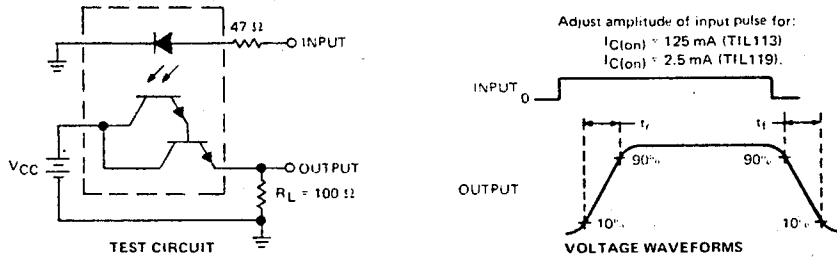 47 Ω
INPUT
VCC
OUTPUT
RL = 100 Ω
TEST CIRCUIT
Adjust amplitude of input pulse for:
IC(on) = 125 mA (TIL113)
IC(on) = 2.5 mA (TIL119).
INPUT
0
tr
tf
90%
90%
OUTPUT
10%
10%
VOLTAGE WAVEFORMS